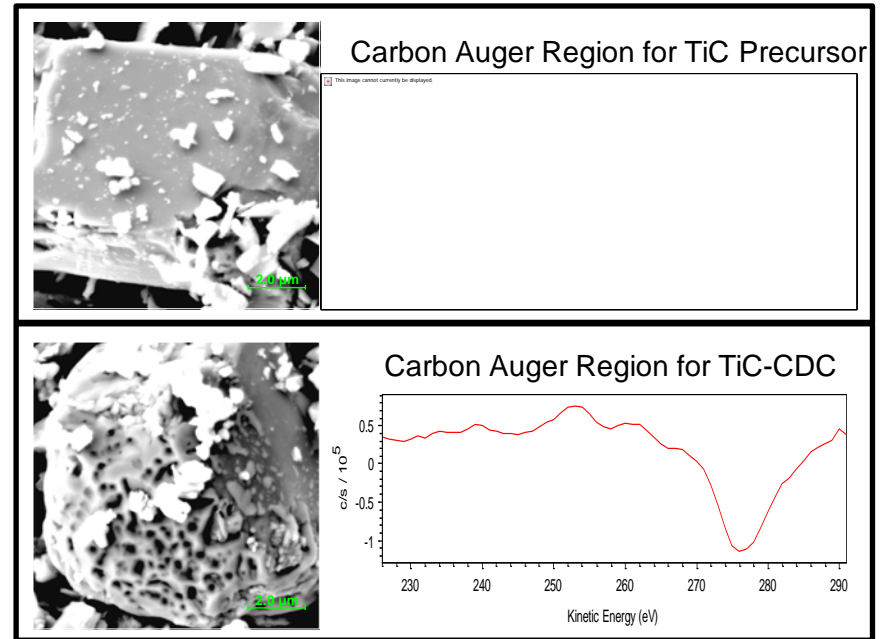 Carbon Auger Region for TiC Precursor
This image cannot currently be displayed.
2.0 µm
Carbon Auger Region for TiC-CDC
0.5
0
-0.5
-1
c/s / 10^5
230 240 250 260 270 280 290
Kinetic Energy (eV)
2.0 µm